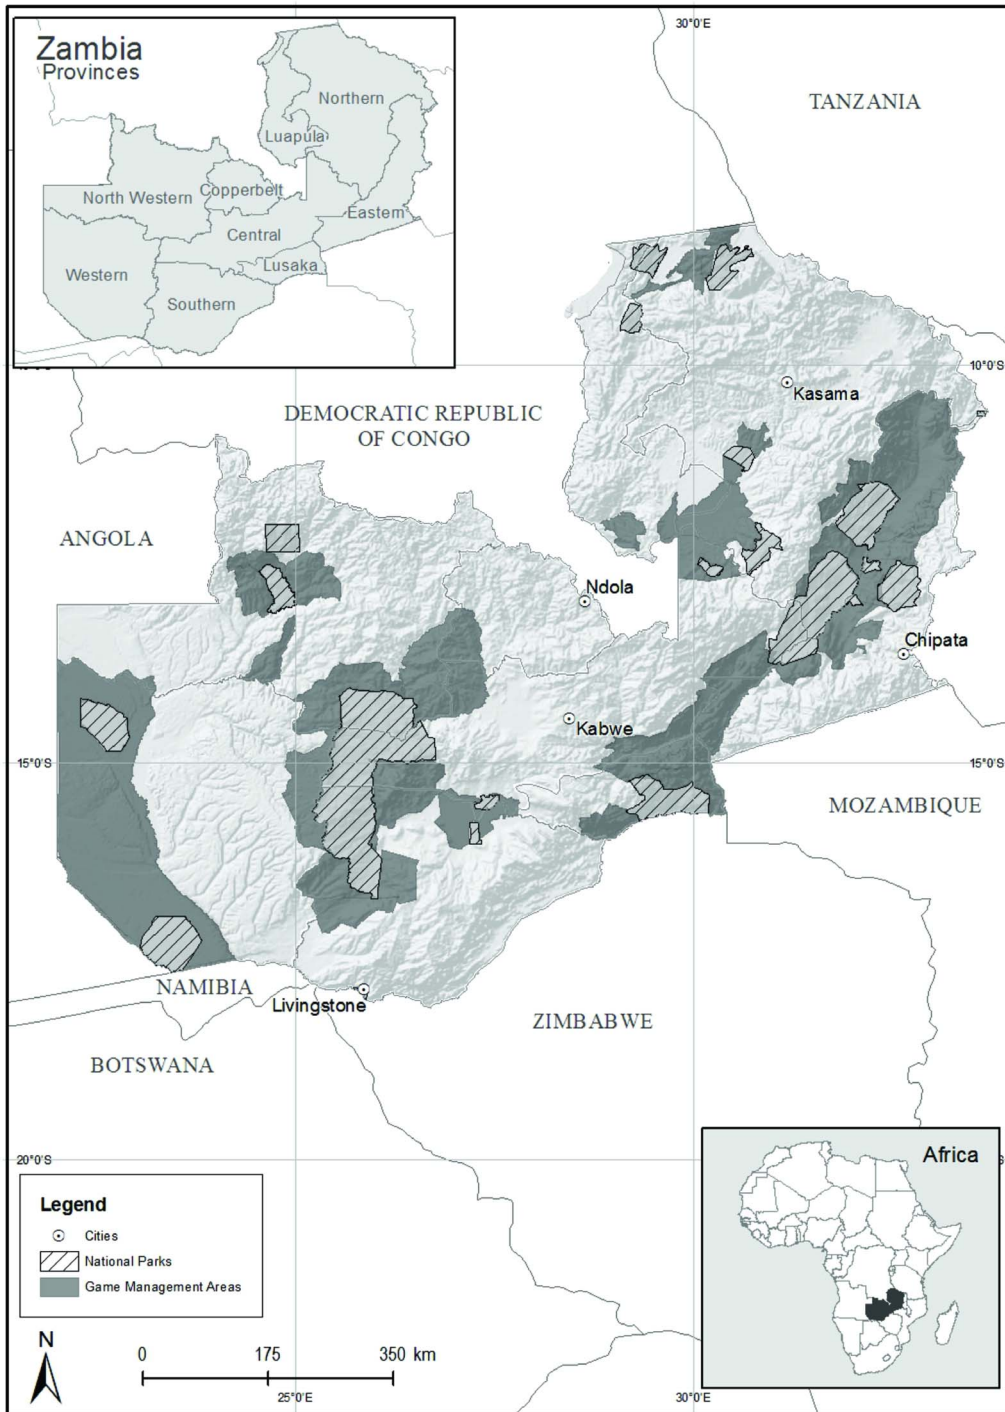 Zambia
Provinces
Northern
Luapula
North Western
Copperbelt
Eastern
Central
Western
Lusaka
Southern
30°0'E
TANZANIA
10°0'S
Kasama
DEMOCRATIC REPUBLIC
OF CONGO
ANGOLA
Ndola
Chipata
Kabwe
15°0'S
15°0'S
MOZAMBIQUE
NAMIBIA
Livingstone
ZIMBABWE
BOTSWANA
20°0'S
Africa
Legend
Cities
National Parks
Game Management Areas
N
0 175 350 km
25°0'E
30°0'E